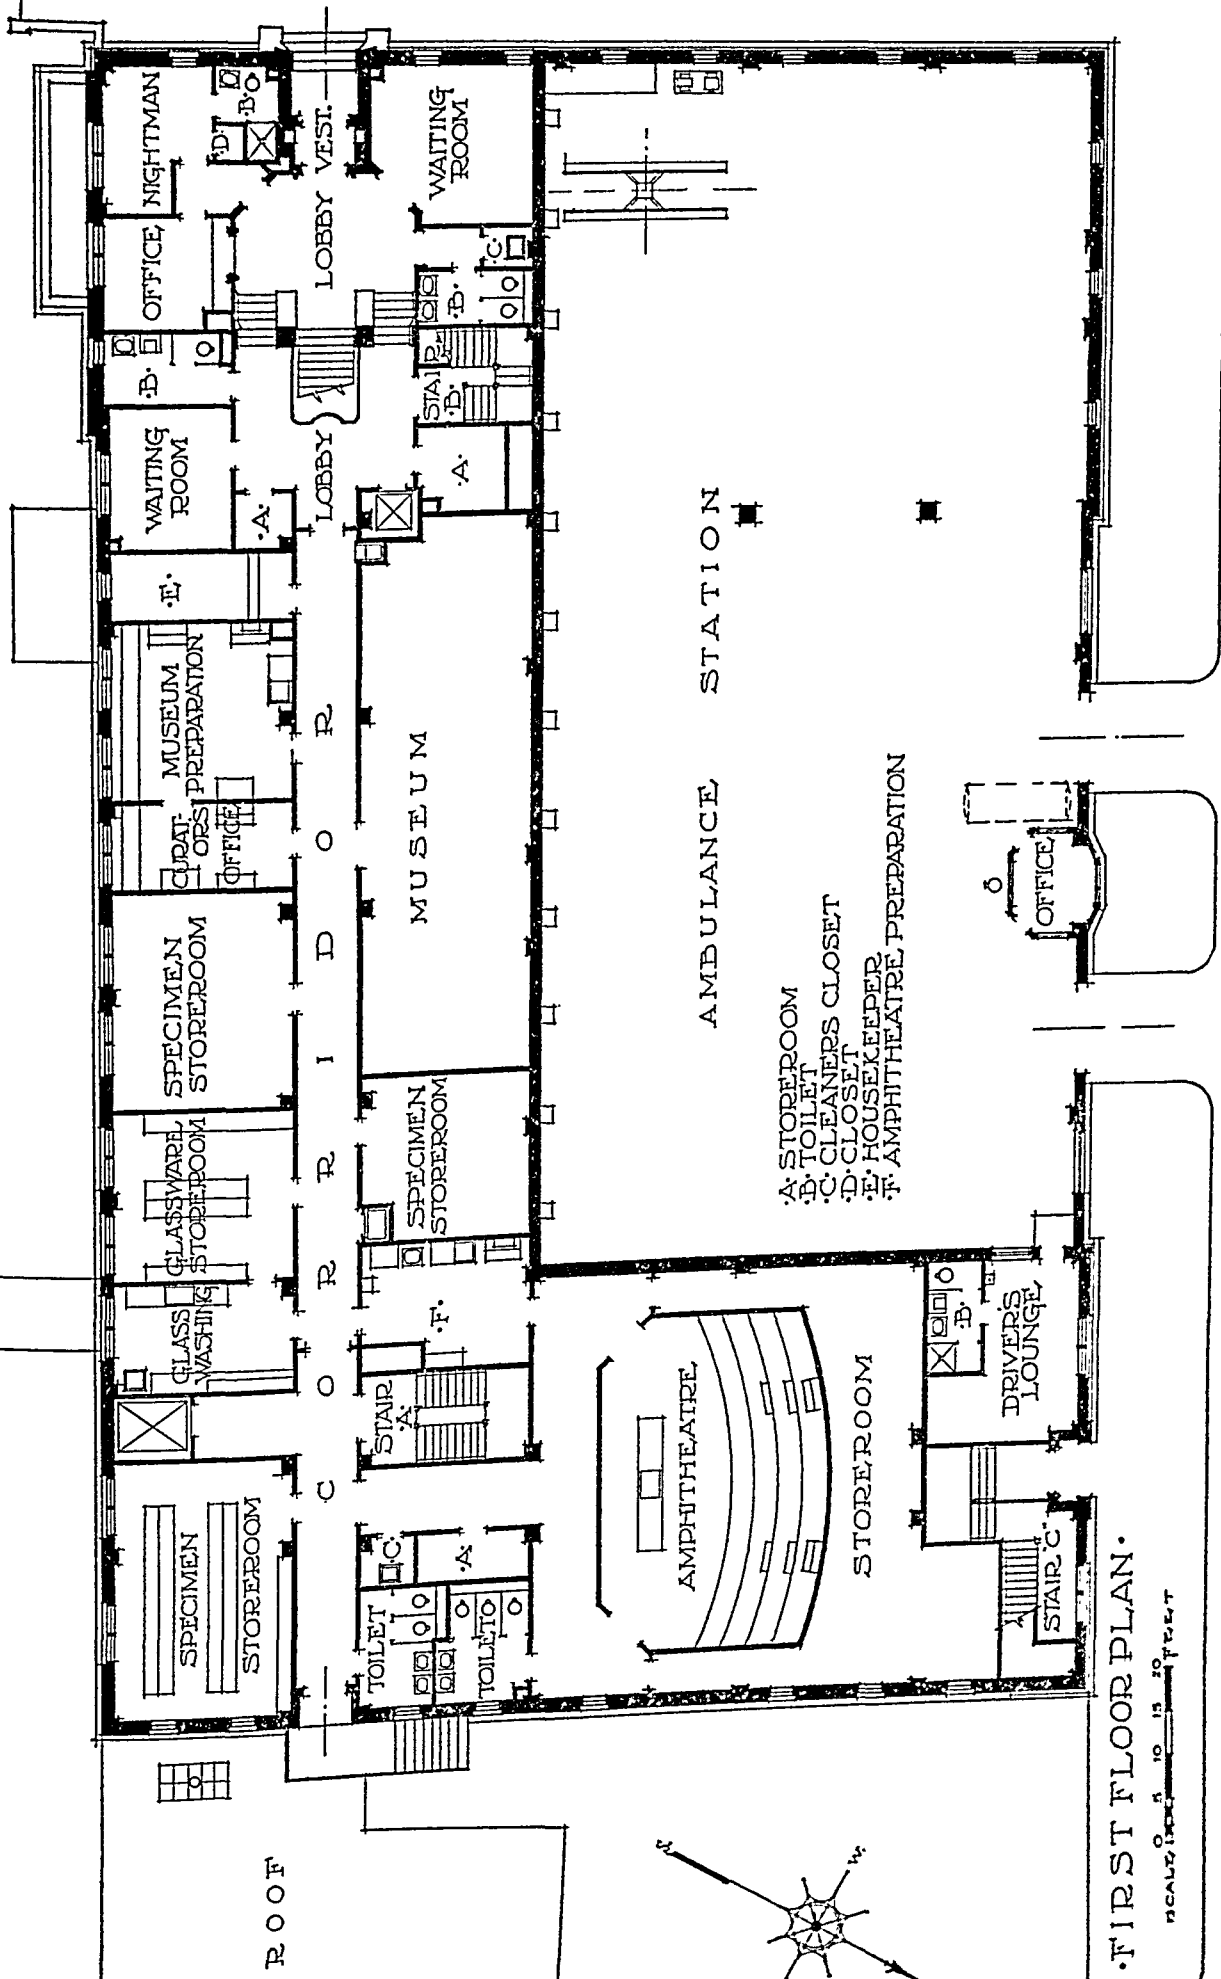 ROOF
SPECIMEN
STOREROOM
GLASS
WASHING
GLASSWARE
STOREROOM
SPECIMEN
STOREROOM
CURAT-
ORS
OFFICE
MUSEUM
PREPARATION
·E·
WAITING
ROOM
·A·
·B·
OFFICE
NIGHTMAN
·D·
·B·
CORRIDOR
LOBBY
LOBBY
VEST.
TOILET
TOILET
·C·
·A·
STAIR
·A·
·F·
SPECIMEN
STOREROOM
MUSEUM
·A·
STAIR
·B·
·B·
·C·
WAITING
ROOM
AMPHITHEATRE
STOREROOM
AMBULANCE STATION
·A· STOREROOM
·B· TOILET
·C· CLEANERS CLOSET
·D· CLOSET
·E· HOUSEKEEPER
·F· AMPHITHEATRE PREPARATION
·B·
DRIVER'S
LOUNGE
STAIR "C"
OFFICE
W.
·FIRST FLOOR PLAN·
SCALE 0 5 10 15 20 FEET